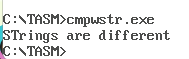 C:\TASM>cmpwstr.exe
STrings are different
C:\TASM>